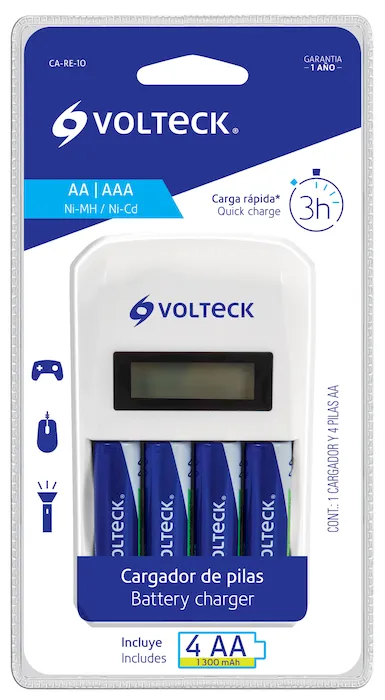 CA-RE-10
GARANTIA
- 1 AÑO -
VOLTECK®
AA | AAA
Ni-MH / Ni-Cd
Carga rápida*
Quick charge
3h
VOLTECK
VOLTECK®
VOLTECK®
VOLTECK®
VOLTECK®
CONT.: 1 CARGADOR Y 4 PILAS AA
Cargador de pilas
Battery charger
Incluye
Includes
4 AA
1 300 mAh